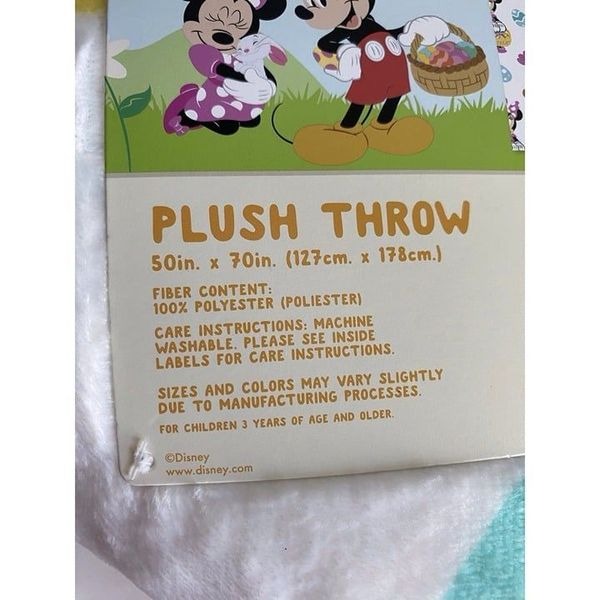 PLUSH THROW
50in. x 70in. (127cm. x 178cm.)
FIBER CONTENT:
100% POLYESTER (POLIESTER)
CARE INSTRUCTIONS: MACHINE
WASHABLE. PLEASE SEE INSIDE
LABELS FOR CARE INSTRUCTIONS.
SIZES AND COLORS MAY VARY SLIGHTLY
DUE TO MANUFACTURING PROCESSES.
FOR CHILDREN 3 YEARS OF AGE AND OLDER.
©Disney
www.disney.com